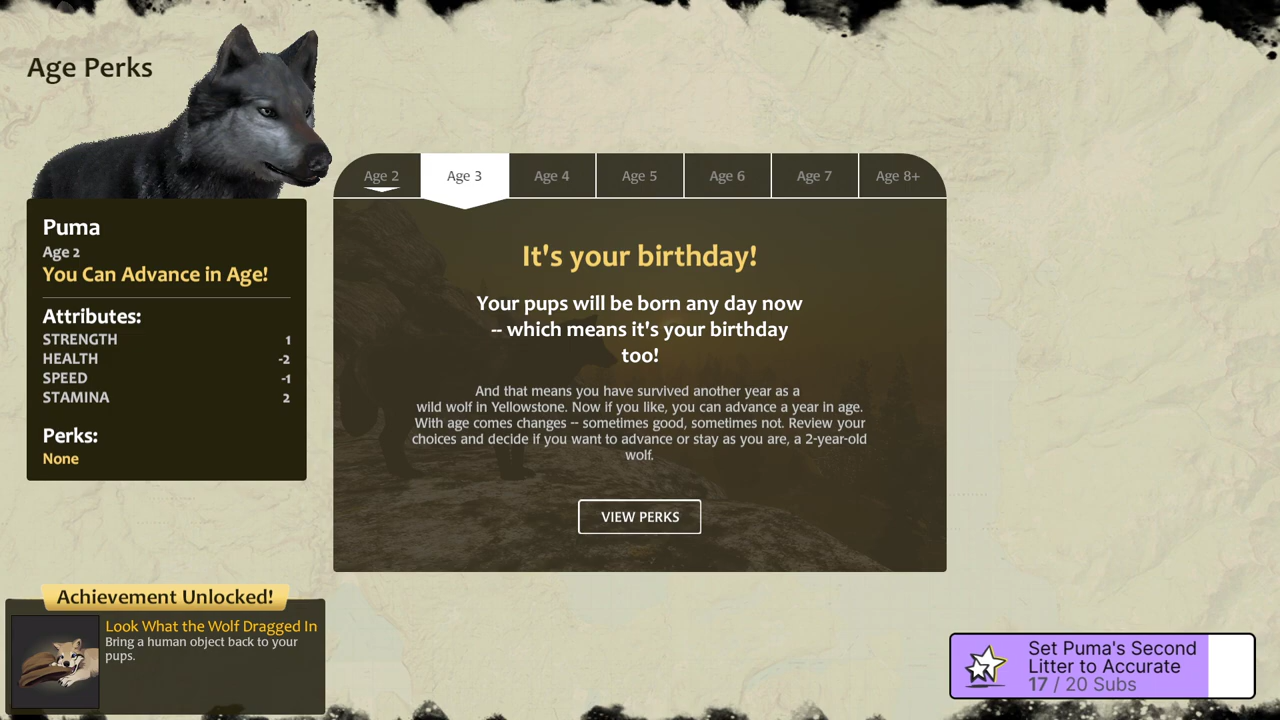 Age Perks
Puma
Age 2
You Can Advance in Age!
Attributes:
STRENGTH 1
HEALTH -2
SPEED -1
STAMINA 2
Perks:
None
Age 2 Age 3 Age 4 Age 5 Age 6 Age 7 Age 8+
It's your birthday!
Your pups will be born any day now
-- which means it's your birthday
too!
And that means you have survived another year as a
wild wolf in Yellowstone. Now if you like, you can advance a year in age.
With age comes changes -- sometimes good, sometimes not. Review your
choices and decide if you want to advance or stay as you are, a 2-year-old
wolf.
VIEW PERKS
Achievement Unlocked!
Look What the Wolf Dragged In
Bring a human object back to your
pups.
Set Puma's Second
Litter to Accurate
17 / 20 Subs